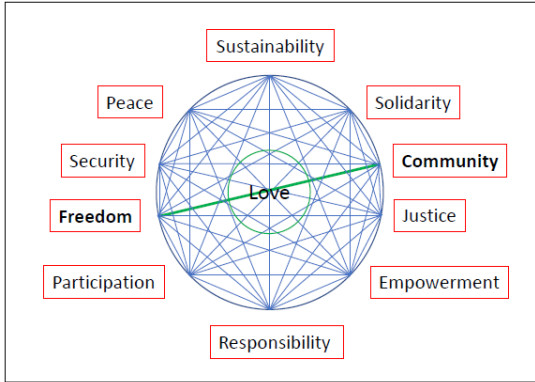 Sustainability
Peace
Solidarity
Security
Community
Love
Freedom
Justice
Participation
Empowerment
Responsibility